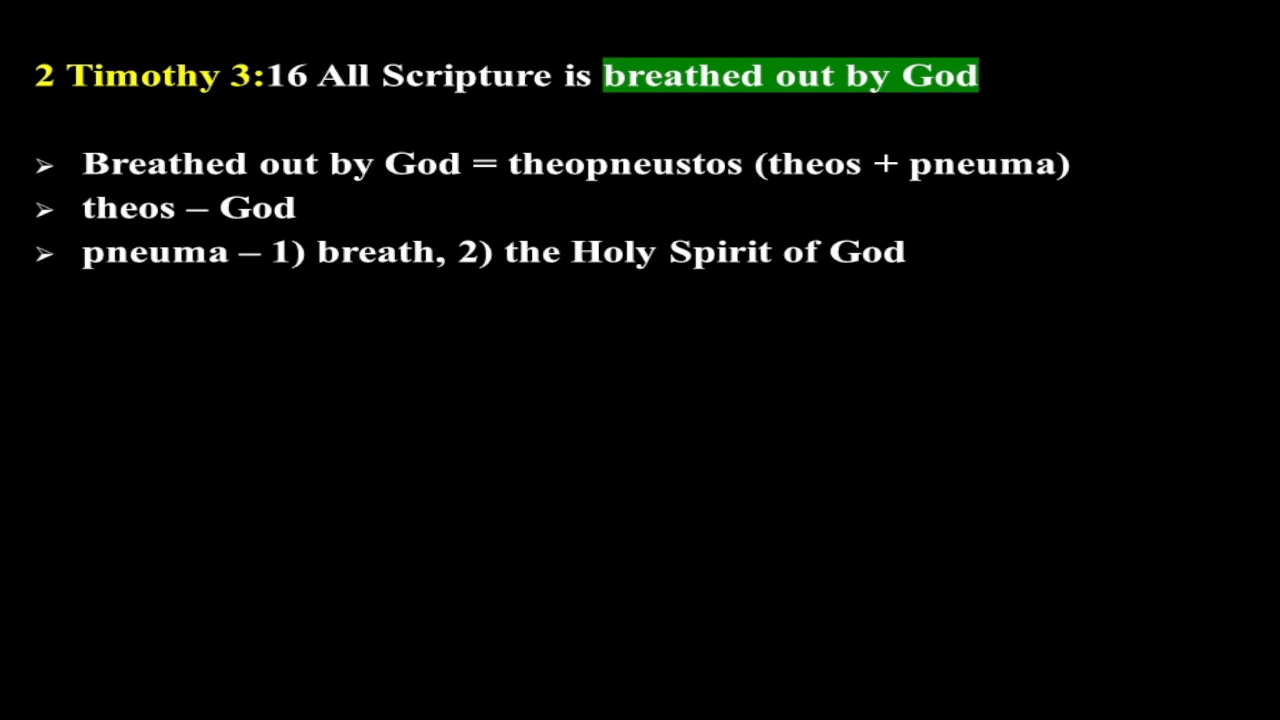 2 Timothy 3:16 All Scripture is breathed out by God
➢ Breathed out by God = theopneustos (theos + pneuma)
➢ theos – God
➢ pneuma – 1) breath, 2) the Holy Spirit of God